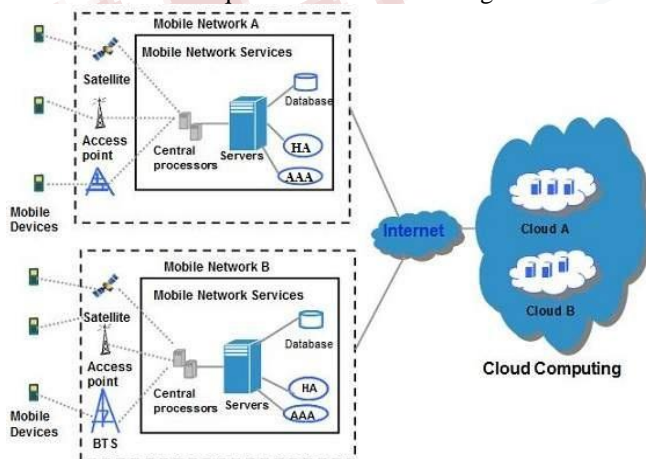 Mobile Network A
Mobile Network Services
Satellite
Database
Access
point
Central
processors
Servers
HA
AAA
Mobile
Devices
Internet
Cloud A
Cloud B
Cloud Computing
Mobile Network B
Mobile Network Services
Satellite
Database
Access
point
Central
processors
Servers
HA
AAA
Mobile
Devices
BTS